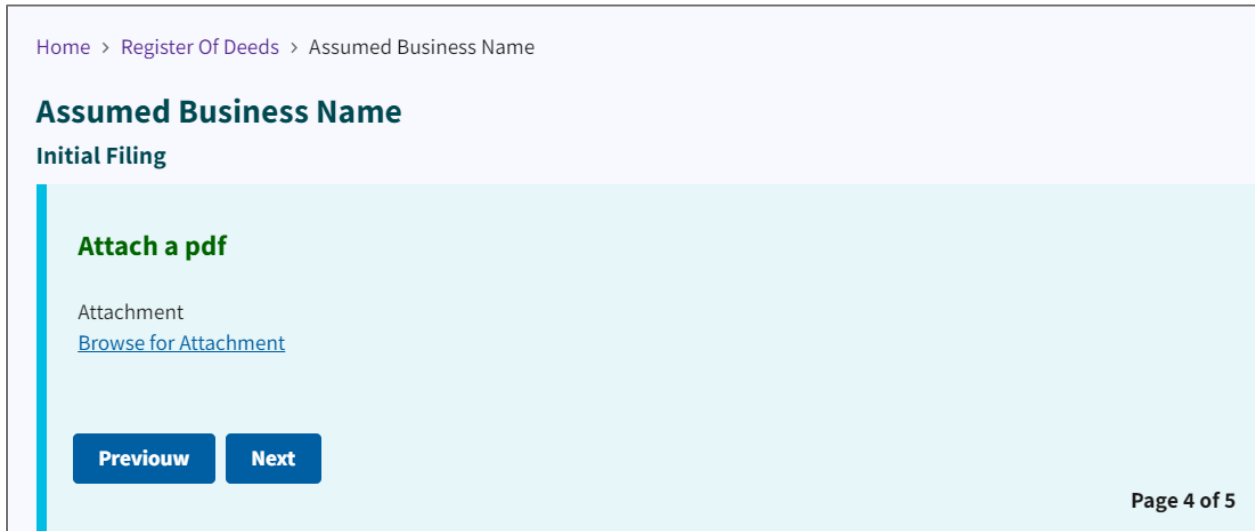 Home > Register Of Deeds > Assumed Business Name
Assumed Business Name
Initial Filing
Attach a pdf
Attachment
Browse for Attachment
Previouw Next
Page 4 of 5